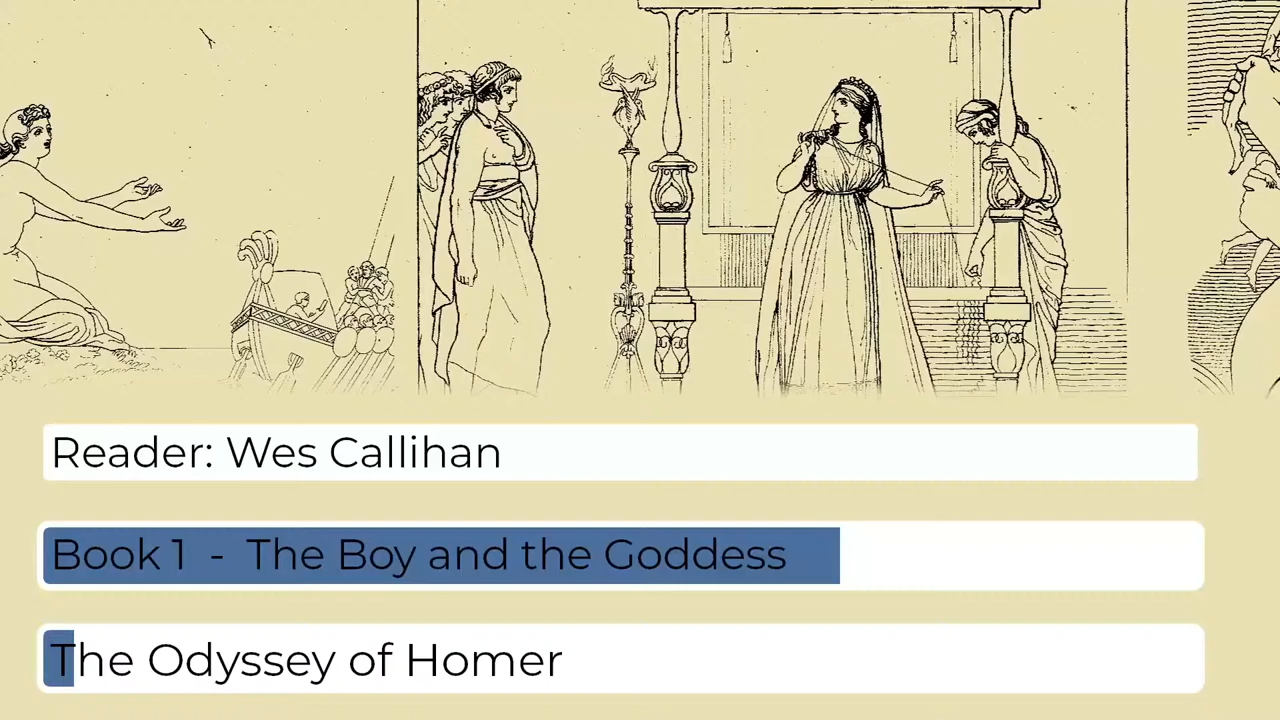 Reader: Wes Callihan
Book 1 - The Boy and the Goddess
The Odyssey of Homer